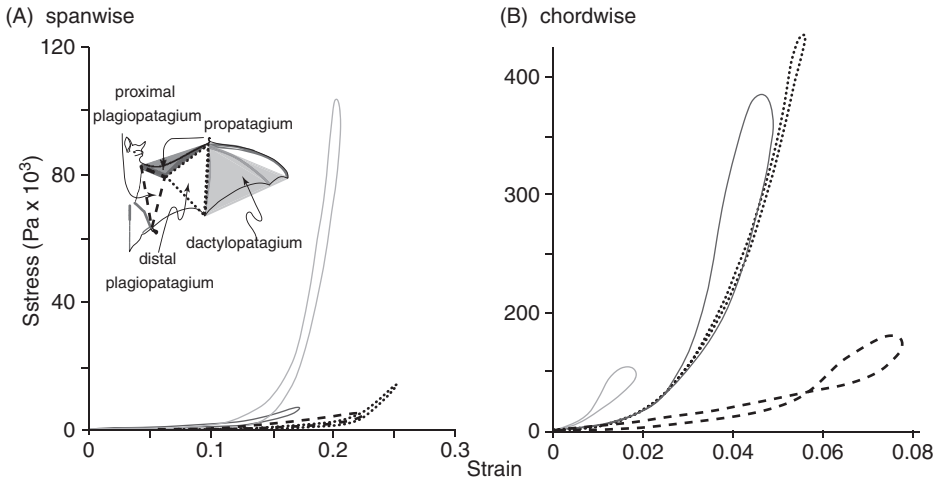 (A) spanwise
120
80
40
0
Sstress (Pa x 10³)
proximal
plagiopatagium
propatagium
dactylopatagium
distal
plagiopatagium
0
0.1
0.2
0.3
(B) chordwise
400
300
200
0
0
0.02
0.04
0.06
0.08
Strain